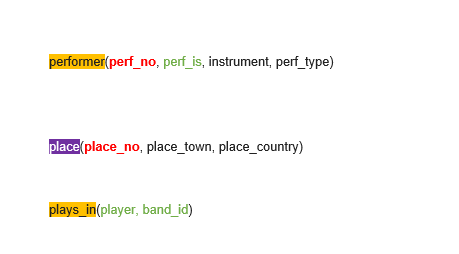 performer(perf_no, perf_is, instrument, perf_type)
place(place_no, place_town, place_country)
plays_in(player, band_id)